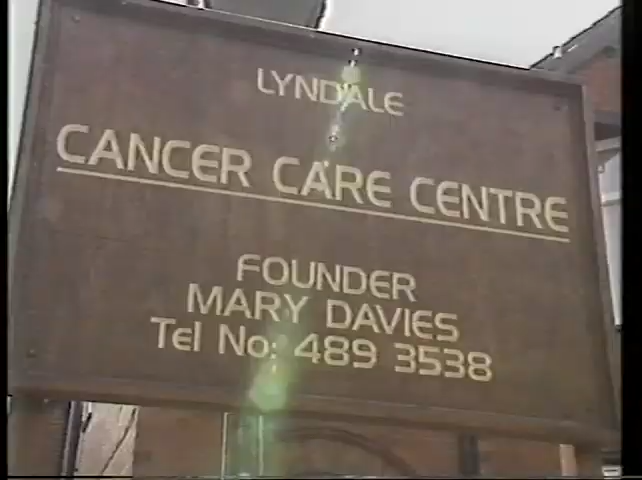 LYNDALE
CANCER CARE CENTRE
FOUNDER
MARY DAVIES
Tel No: 489 3538